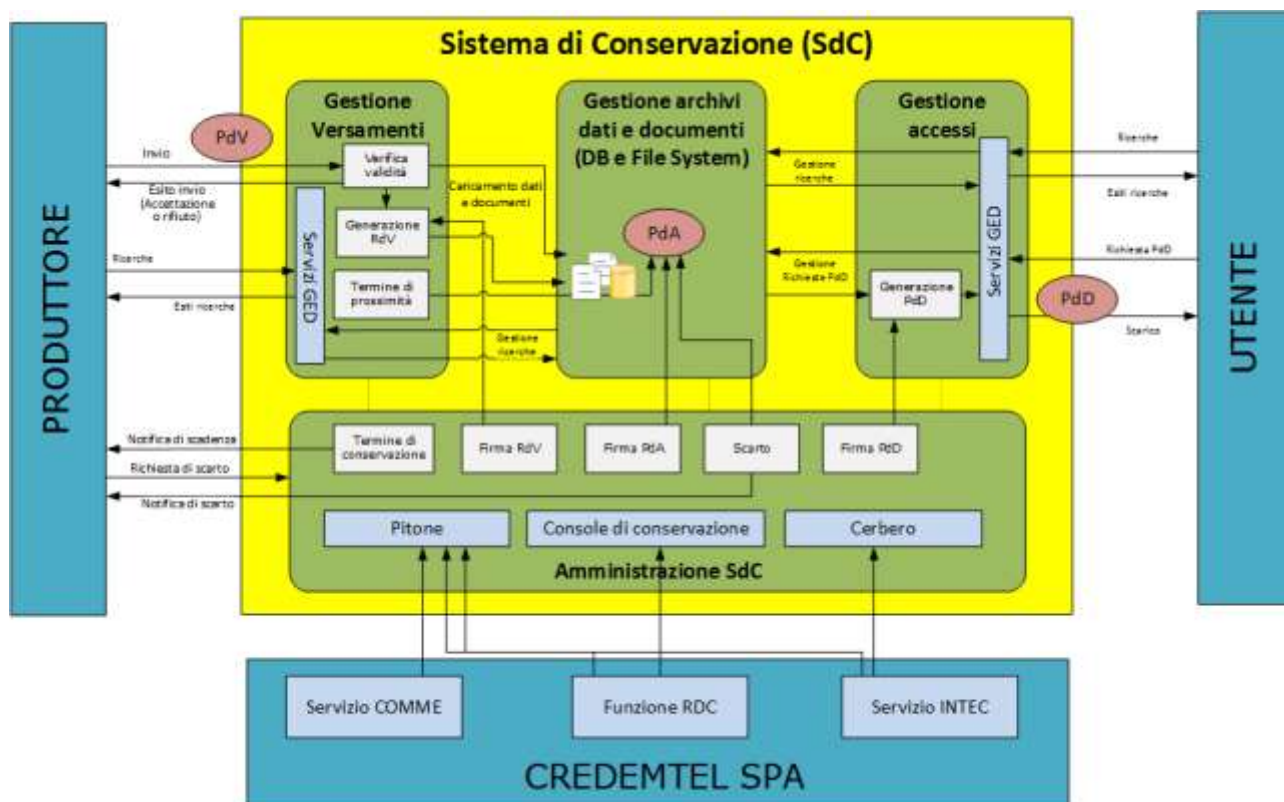 Sistema di Conservazione (SdC)
PRODUTTORE
UTENTE
PdV
Invio
Esito invio
(Accettazione
o rifiuto)
Ricerche
Esiti ricerche
Gestione
Versamenti
Verifica
validità
Generazione
RdV
Termine di
prossimità
Servizi GED
Caricamento dati
e documenti
Gestione
ricerche
Gestione archivi
dati e documenti
(DB e File System)
PdA
Gestione
ricerche
Gestione
Richieste PdD
Gestione
accessi
Servizi GED
Generazione
PdD
Ricerche
Esiti ricerche
Richiesta PdD
PdD
Scarico
Notifica di scadenza
Richiesta di scarto
Notifica di scarto
Termine di
conservazione
Firma RdV
Firma PdA
Scarto
Firma PdD
Pitone
Console di conservazione
Cerbero
Amministrazione SdC
Servizio COMME
Funzione RDC
Servizio INTEC
CREDEMTEL SPA